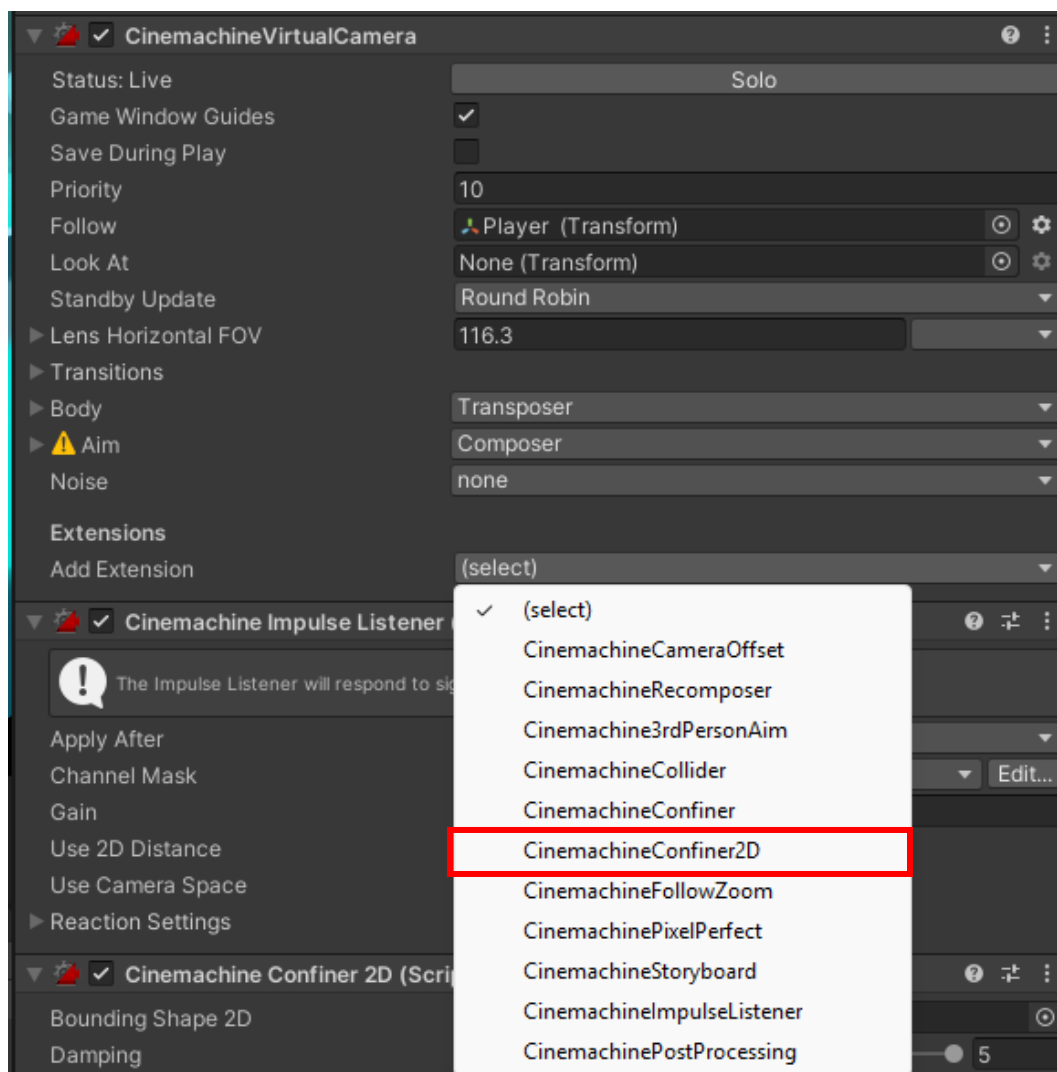 CinemachineVirtualCamera
Status: Live Solo
Game Window Guides
Save During Play
Priority 10
Follow Player (Transform)
Look At None (Transform)
Standby Update Round Robin
Lens Horizontal FOV 116.3
Transitions
Body Transposer
Aim Composer
Noise none
Extensions
Add Extension (select)
(select)
Cinemachine Impulse Listener
CinemachineCameraOffset
The Impulse Listener will respond to
CinemachineRecomposer
Cinemachine3rdPersonAim
Apply After
CinemachineCollider
Channel Mask Edit...
CinemachineConfiner
Gain
Use 2D Distance CinemachineConfiner2D
Use Camera Space CinemachineFollowZoom
Reaction Settings
CinemachinePixelPerfect
Cinemachine Confiner 2D (Scrip
CinemachineStoryboard
Bounding Shape 2D CinemachineImpulseListener
Damping CinemachinePostProcessing 5